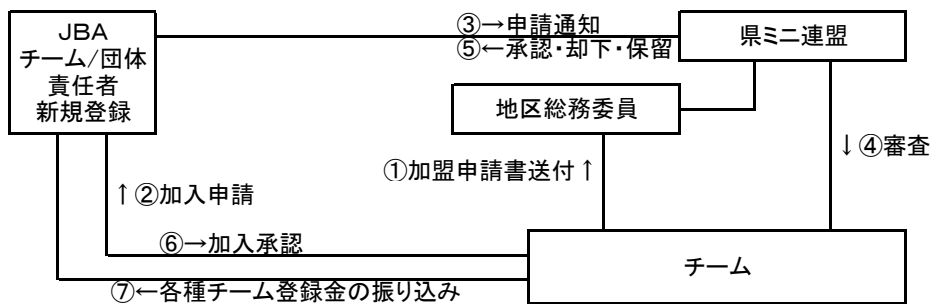 JBA
チーム/団体
責任者
新規登録
③→申請通知
⑤←承認・却下・保留
県ミニ連盟
地区総務委員
↓④審査
①加盟申請書送付↑
↑②加入申請
⑥→加入承認
チーム
⑦←各種チーム登録金の振り込み